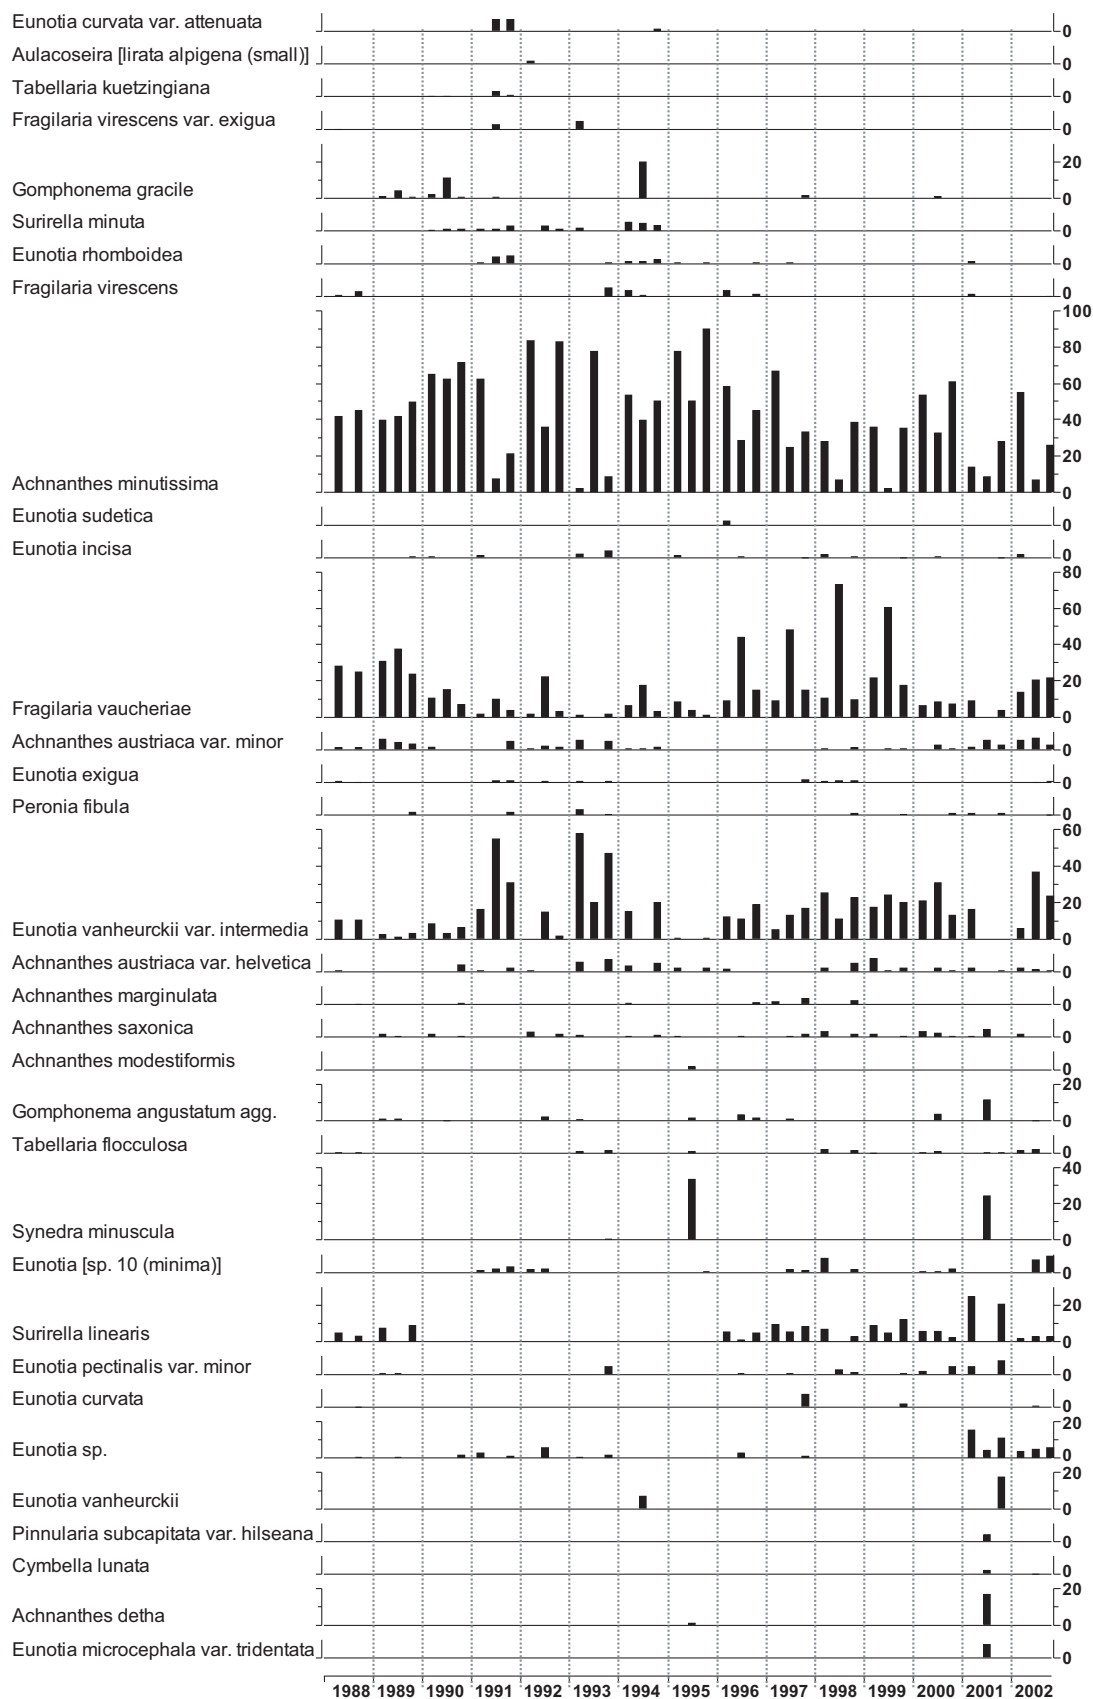 Eunotia curvata var. attenuata 0
Aulacoseira [lirata alpigena (small)] 0
Tabellaria kuetzingiana 0
Fragilaria virescens var. exigua 0
20
Gomphonema gracile 0
Surirella minuta 0
Eunotia rhomboidea 0
Fragilaria virescens 0
100
80
60
40
20
Achnanthes minutissima 0
Eunotia sudetica 0
Eunotia incisa 0
80
60
40
20
Fragilaria vaucheriae 0
Achnanthes austriaca var. minor 0
Eunotia exigua 0
Peronia fibula 0
60
40
20
Eunotia vanheurckii var. intermedia 0
Achnanthes austriaca var. helvetica 0
Achnanthes marginulata 0
Achnanthes saxonica 0
Achnanthes modestiformis 0
20
Gomphonema angustatum agg. 0
Tabellaria flocculosa 0
40
20
Synedra minuscula 0
Eunotia [sp. 10 (minima)] 0
20
Surirella linearis 0
Eunotia pectinalis var. minor 0
Eunotia curvata 0
20
Eunotia sp. 0
20
Eunotia vanheurckii 0
Pinnularia subcapitata var. hilseana 0
Cymbella lunata 0
20
Achnanthes detha 0
Eunotia microcephala var. tridentata 0
1988 1989 1990 1991 1992 1993 1994 1995 1996 1997 1998 1999 2000 2001 2002